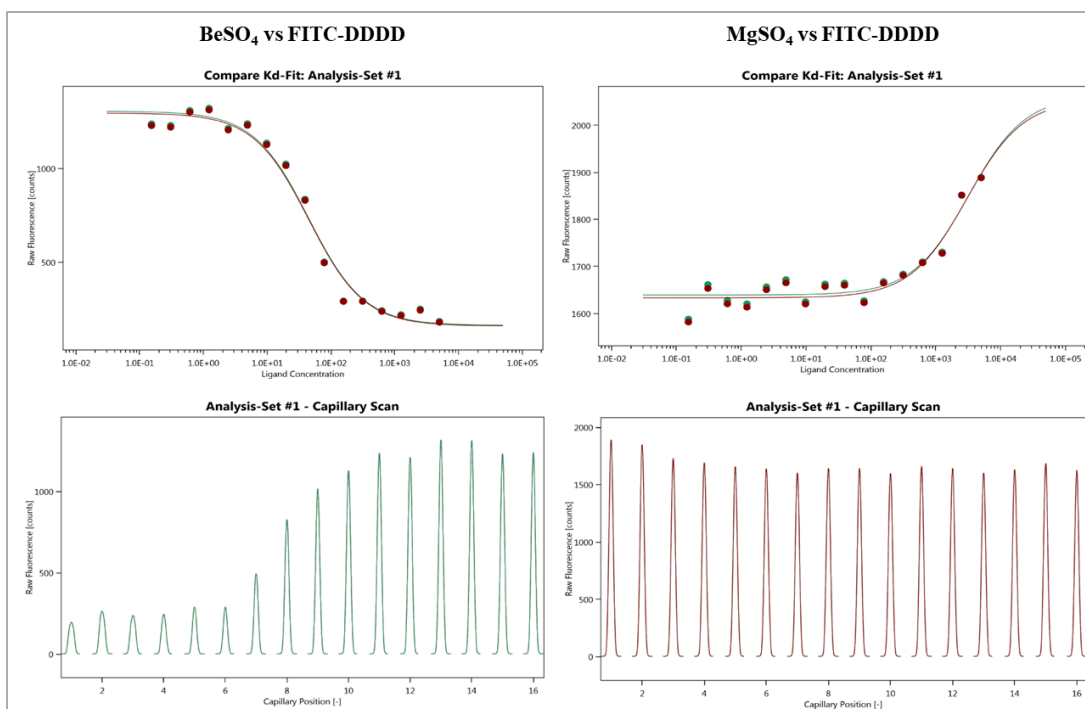 BeSO₄ vs FITC-DDDD
Compare Kd-Fit: Analysis-Set #1
Raw Fluorescence [counts]
1000
500
1.0E-02 1.0E-01 1.0E+00 1.0E+01 1.0E+02 1.0E+03 1.0E+04 1.0E+05
Ligand Concentration
MgSO₄ vs FITC-DDDD
Compare Kd-Fit: Analysis-Set #1
Raw Fluorescence [counts]
2000
1900
1800
1700
1600
1.0E-02 1.0E-01 1.0E+00 1.0E+01 1.0E+02 1.0E+03 1.0E+04 1.0E+05
Ligand Concentration
Analysis-Set #1 - Capillary Scan
Raw Fluorescence [counts]
1000
500
0
2 4 6 8 10 12 14 16
Capillary Position [-]
Analysis-Set #1 - Capillary Scan
Raw Fluorescence [counts]
2000
1500
1000
500
0
2 4 6 8 10 12 14 16
Capillary Position [-]